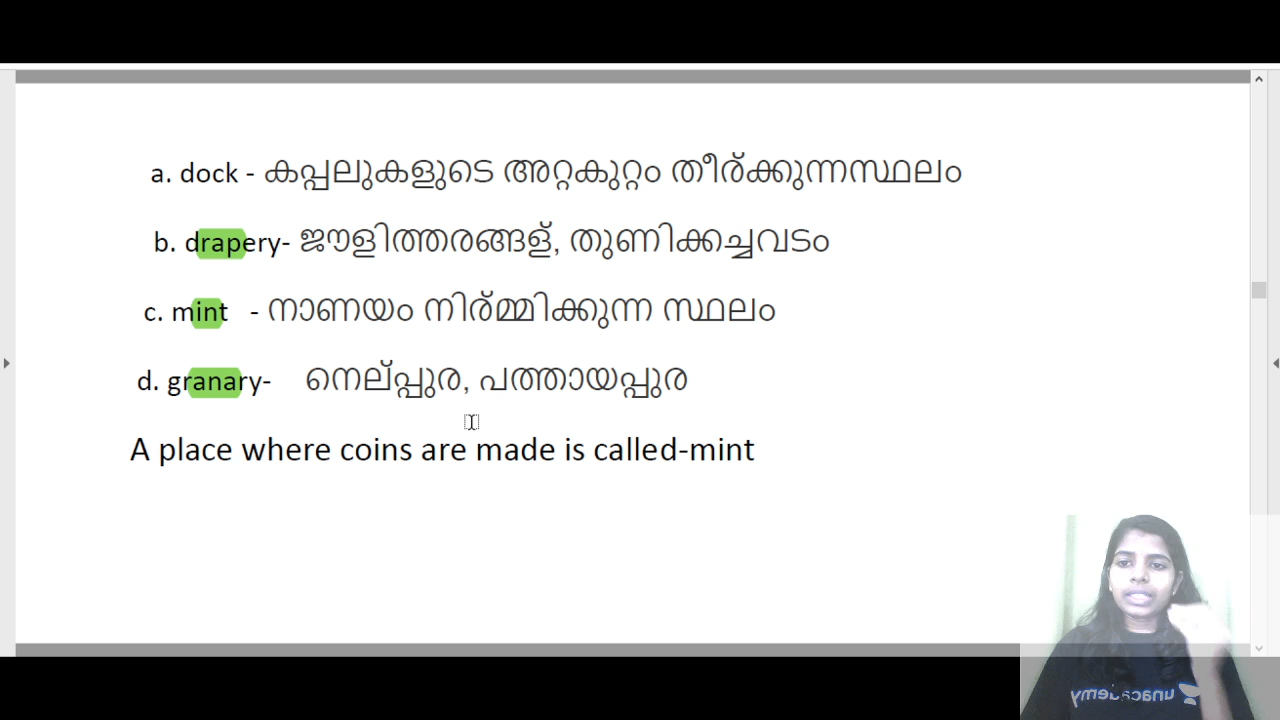 a. dock - കപ്പലുകളുടെ അറ്റകുറ്റം തീര്ക്കുന്നസ്ഥലം
b. drapery- ജൗളിത്തരങ്ങള്, തുണിക്കച്ചവടം
c. mint - നാണയം നിര്മ്മിക്കുന്ന സ്ഥലം
d. granary- നെല്പ്പുര, പത്തായപ്പുര
A place where coins are made is called-mint
unacademy